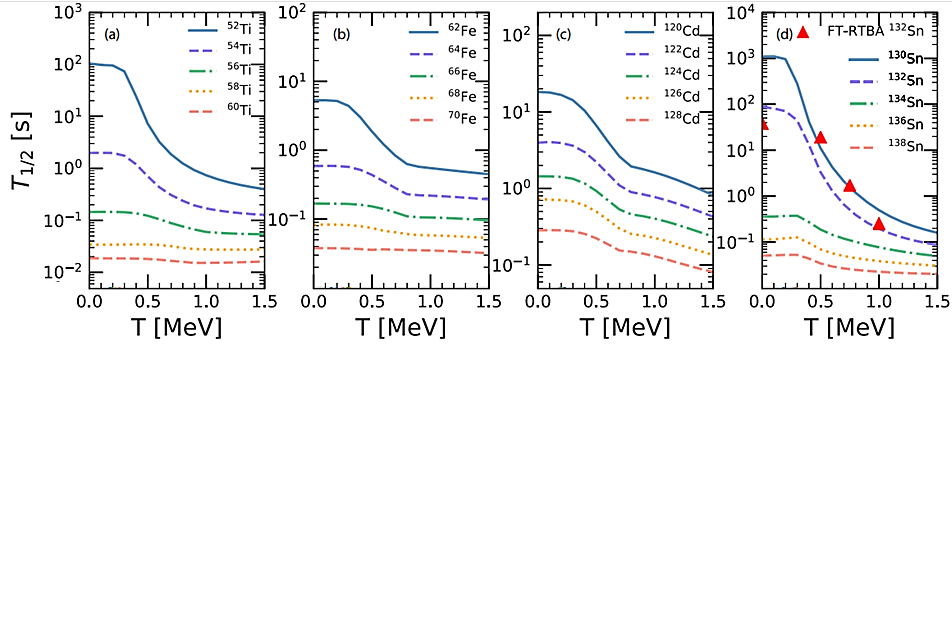 T1/2 [s]
10³
10²
10¹
10⁰
10⁻¹
10⁻²
(a)
⁵²Ti
⁵⁴Ti
⁵⁶Ti
⁵⁸Ti
⁶⁰Ti
0.0 0.5 1.0 1.5
T [MeV]
10²
10¹
10⁰
10⁻¹
(b)
⁶²Fe
⁶⁴Fe
⁶⁶Fe
⁶⁸Fe
⁷⁰Fe
0.0 0.5 1.0 1.5
T [MeV]
10²
10¹
10⁰
10⁻¹
(c)
¹²⁰Cd
¹²²Cd
¹²⁴Cd
¹²⁶Cd
¹²⁸Cd
0.0 0.5 1.0 1.5
T [MeV]
10⁴
10³
10²
10¹
10⁰
10⁻¹
(d) FT-RTBA ¹³²Sn
¹³⁰Sn
¹³²Sn
¹³⁴Sn
¹³⁶Sn
¹³⁸Sn
0.0 0.5 1.0 1.5
T [MeV]